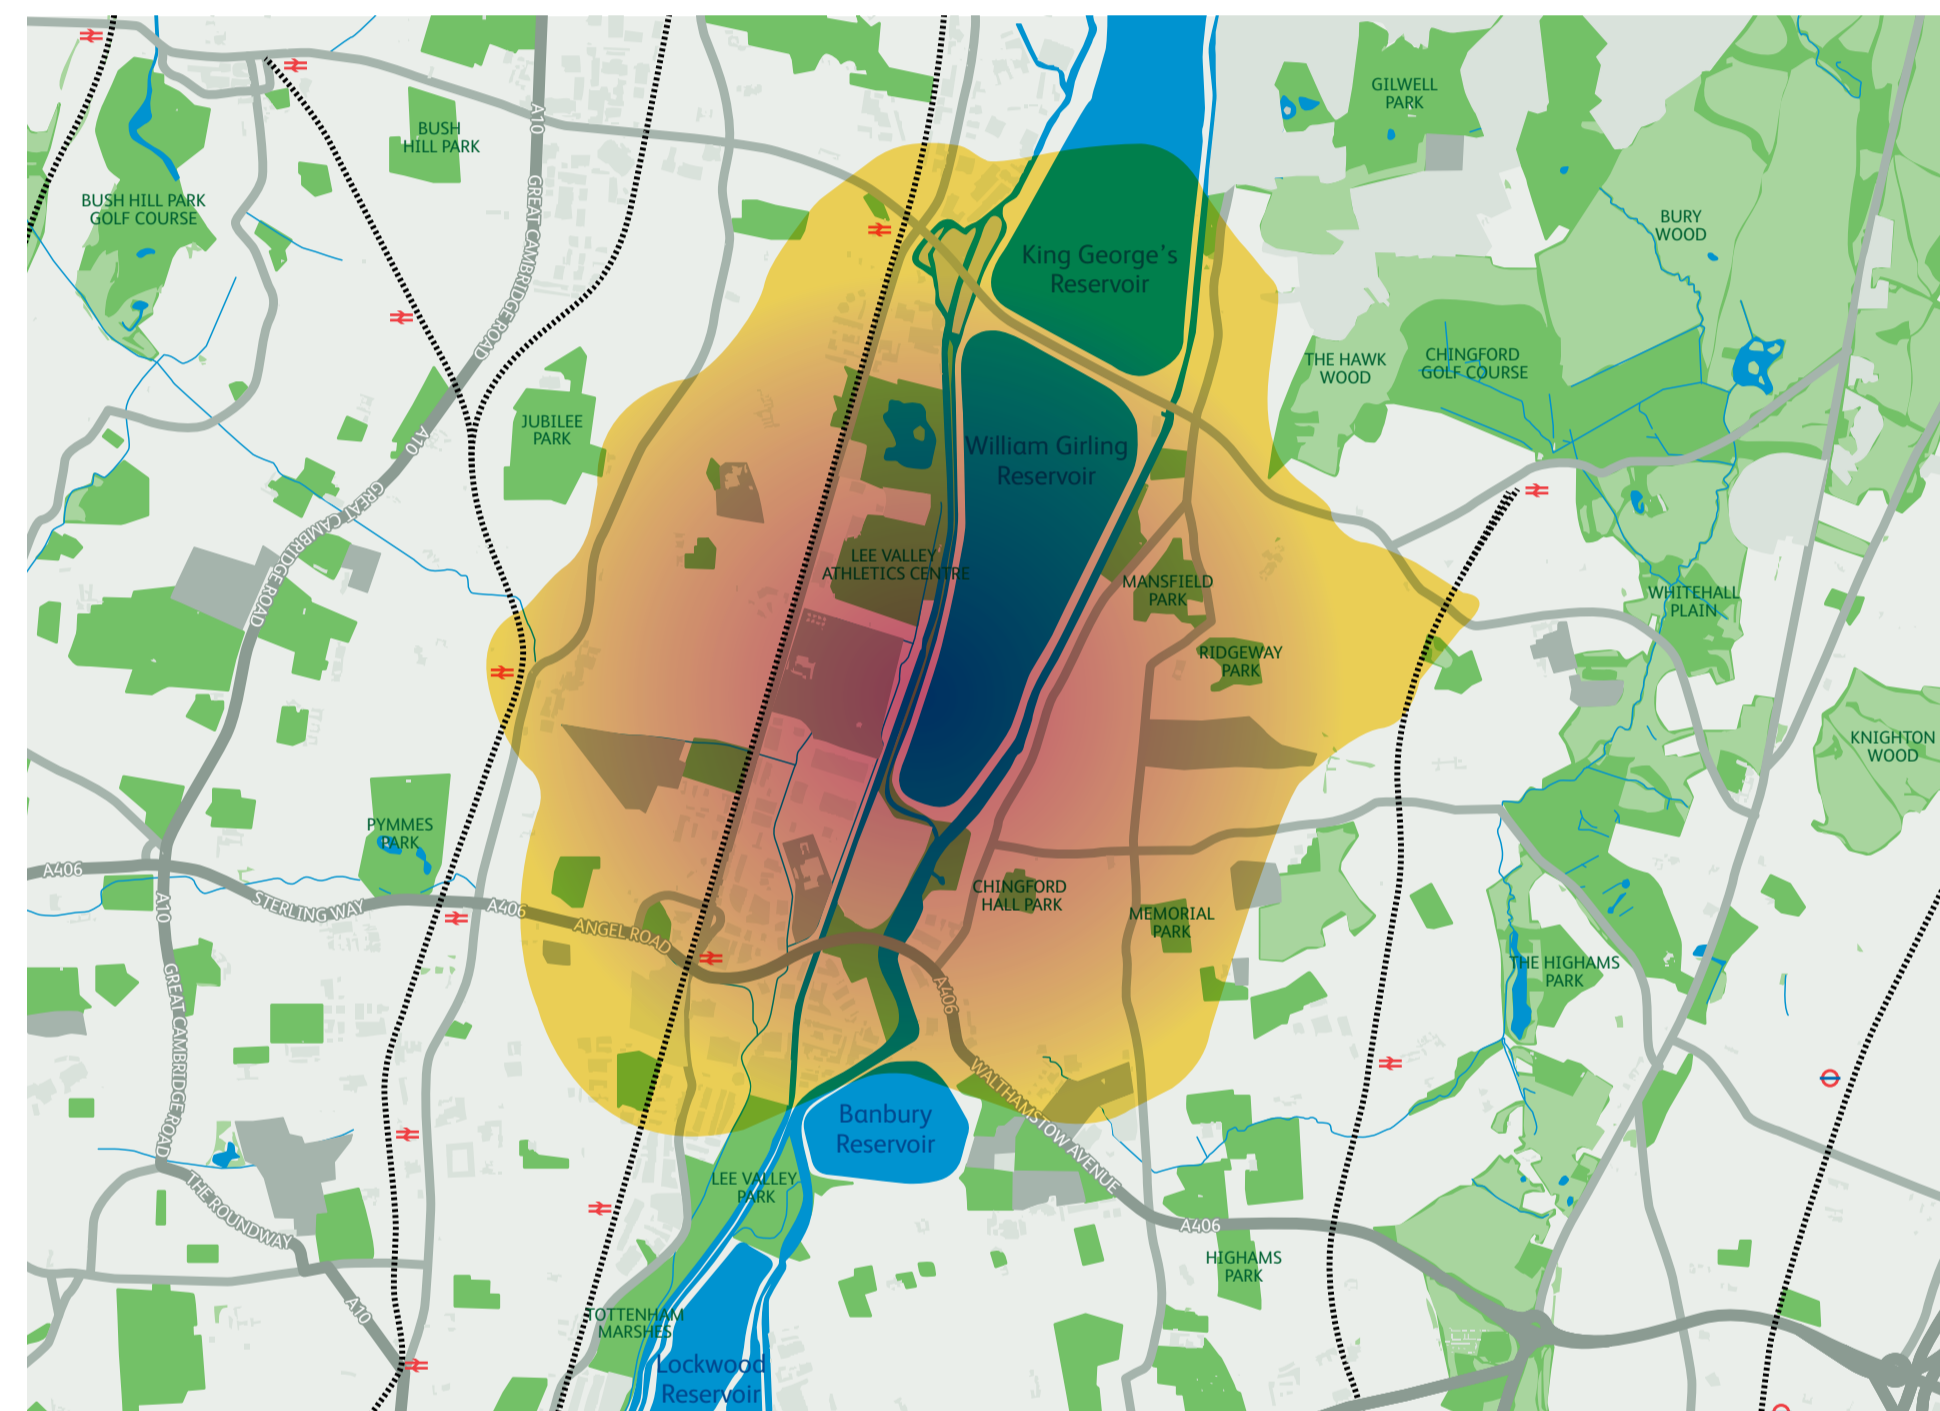 GILWELL
PARK
A10
BUSH
HILL PARK
BUSH HILL PARK
GOLF COURSE
GREAT CAMBRIDGE ROAD
BURY
WOOD
King George's
Reservoir
THE HAWK
WOOD
CHINGFORD
GOLF COURSE
JUBILEE
PARK
A10
William Girling
Reservoir
GREAT CAMBRIDGE ROAD
LEE VALLEY
ATHLETICS CENTRE
MANSFIELD
PARK
WHITEHALL
PLAIN
RIDGEWAY
PARK
KNIGHTON
WOOD
PYMMES
PARK
A406
A10
STERLING WAY
A406
ANGEL ROAD
CHINGFORD
HALL PARK
MEMORIAL
PARK
THE HIGHAMS
PARK
A406
GREAT CAMBRIDGE ROAD
WALTHAMSTOW AVENUE
Banbury
Reservoir
LEE VALLEY
PARK
THE ROUNDWAY
A406
HIGHAMS
PARK
A10
TOTTENHAM
MARSHES
Lockwood
Reservoir